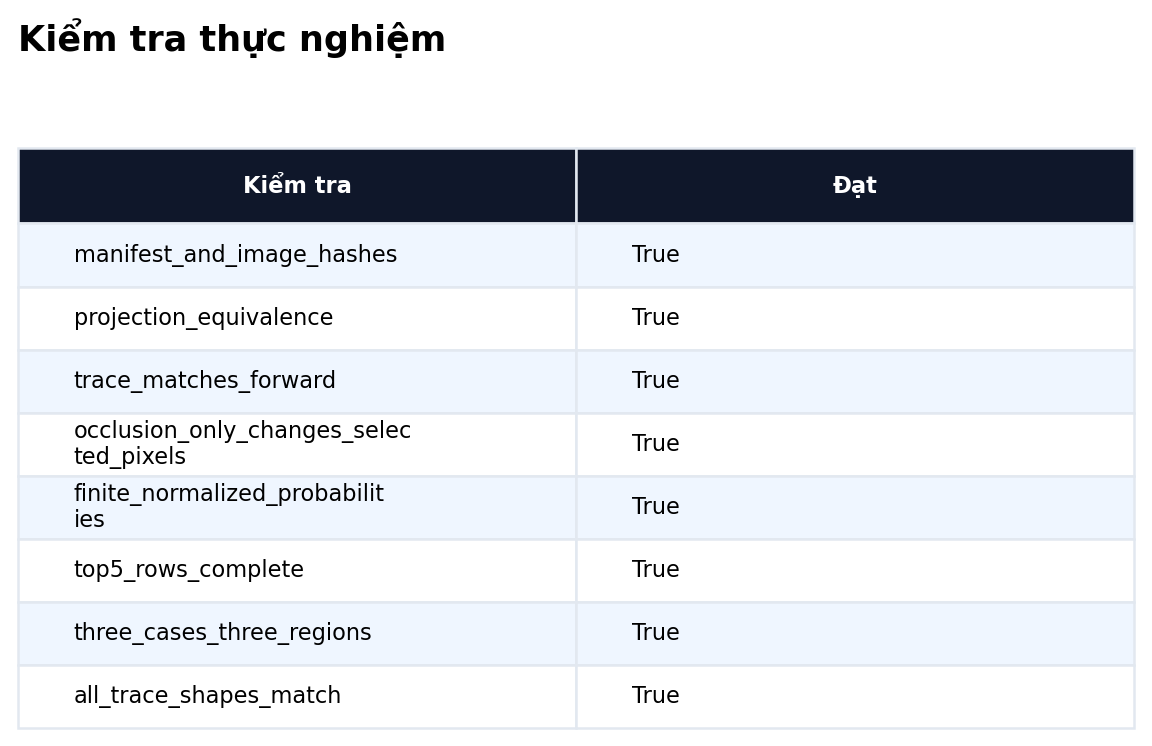 Kiểm tra thực nghiệm
Kiểm tra
Đạt
manifest_and_image_hashes
True
projection_equivalence
True
trace_matches_forward
True
occlusion_only_changes_selec
ted_pixels
True
finite_normalized_probabilit
ies
True
top5_rows_complete
True
three_cases_three_regions
True
all_trace_shapes_match
True